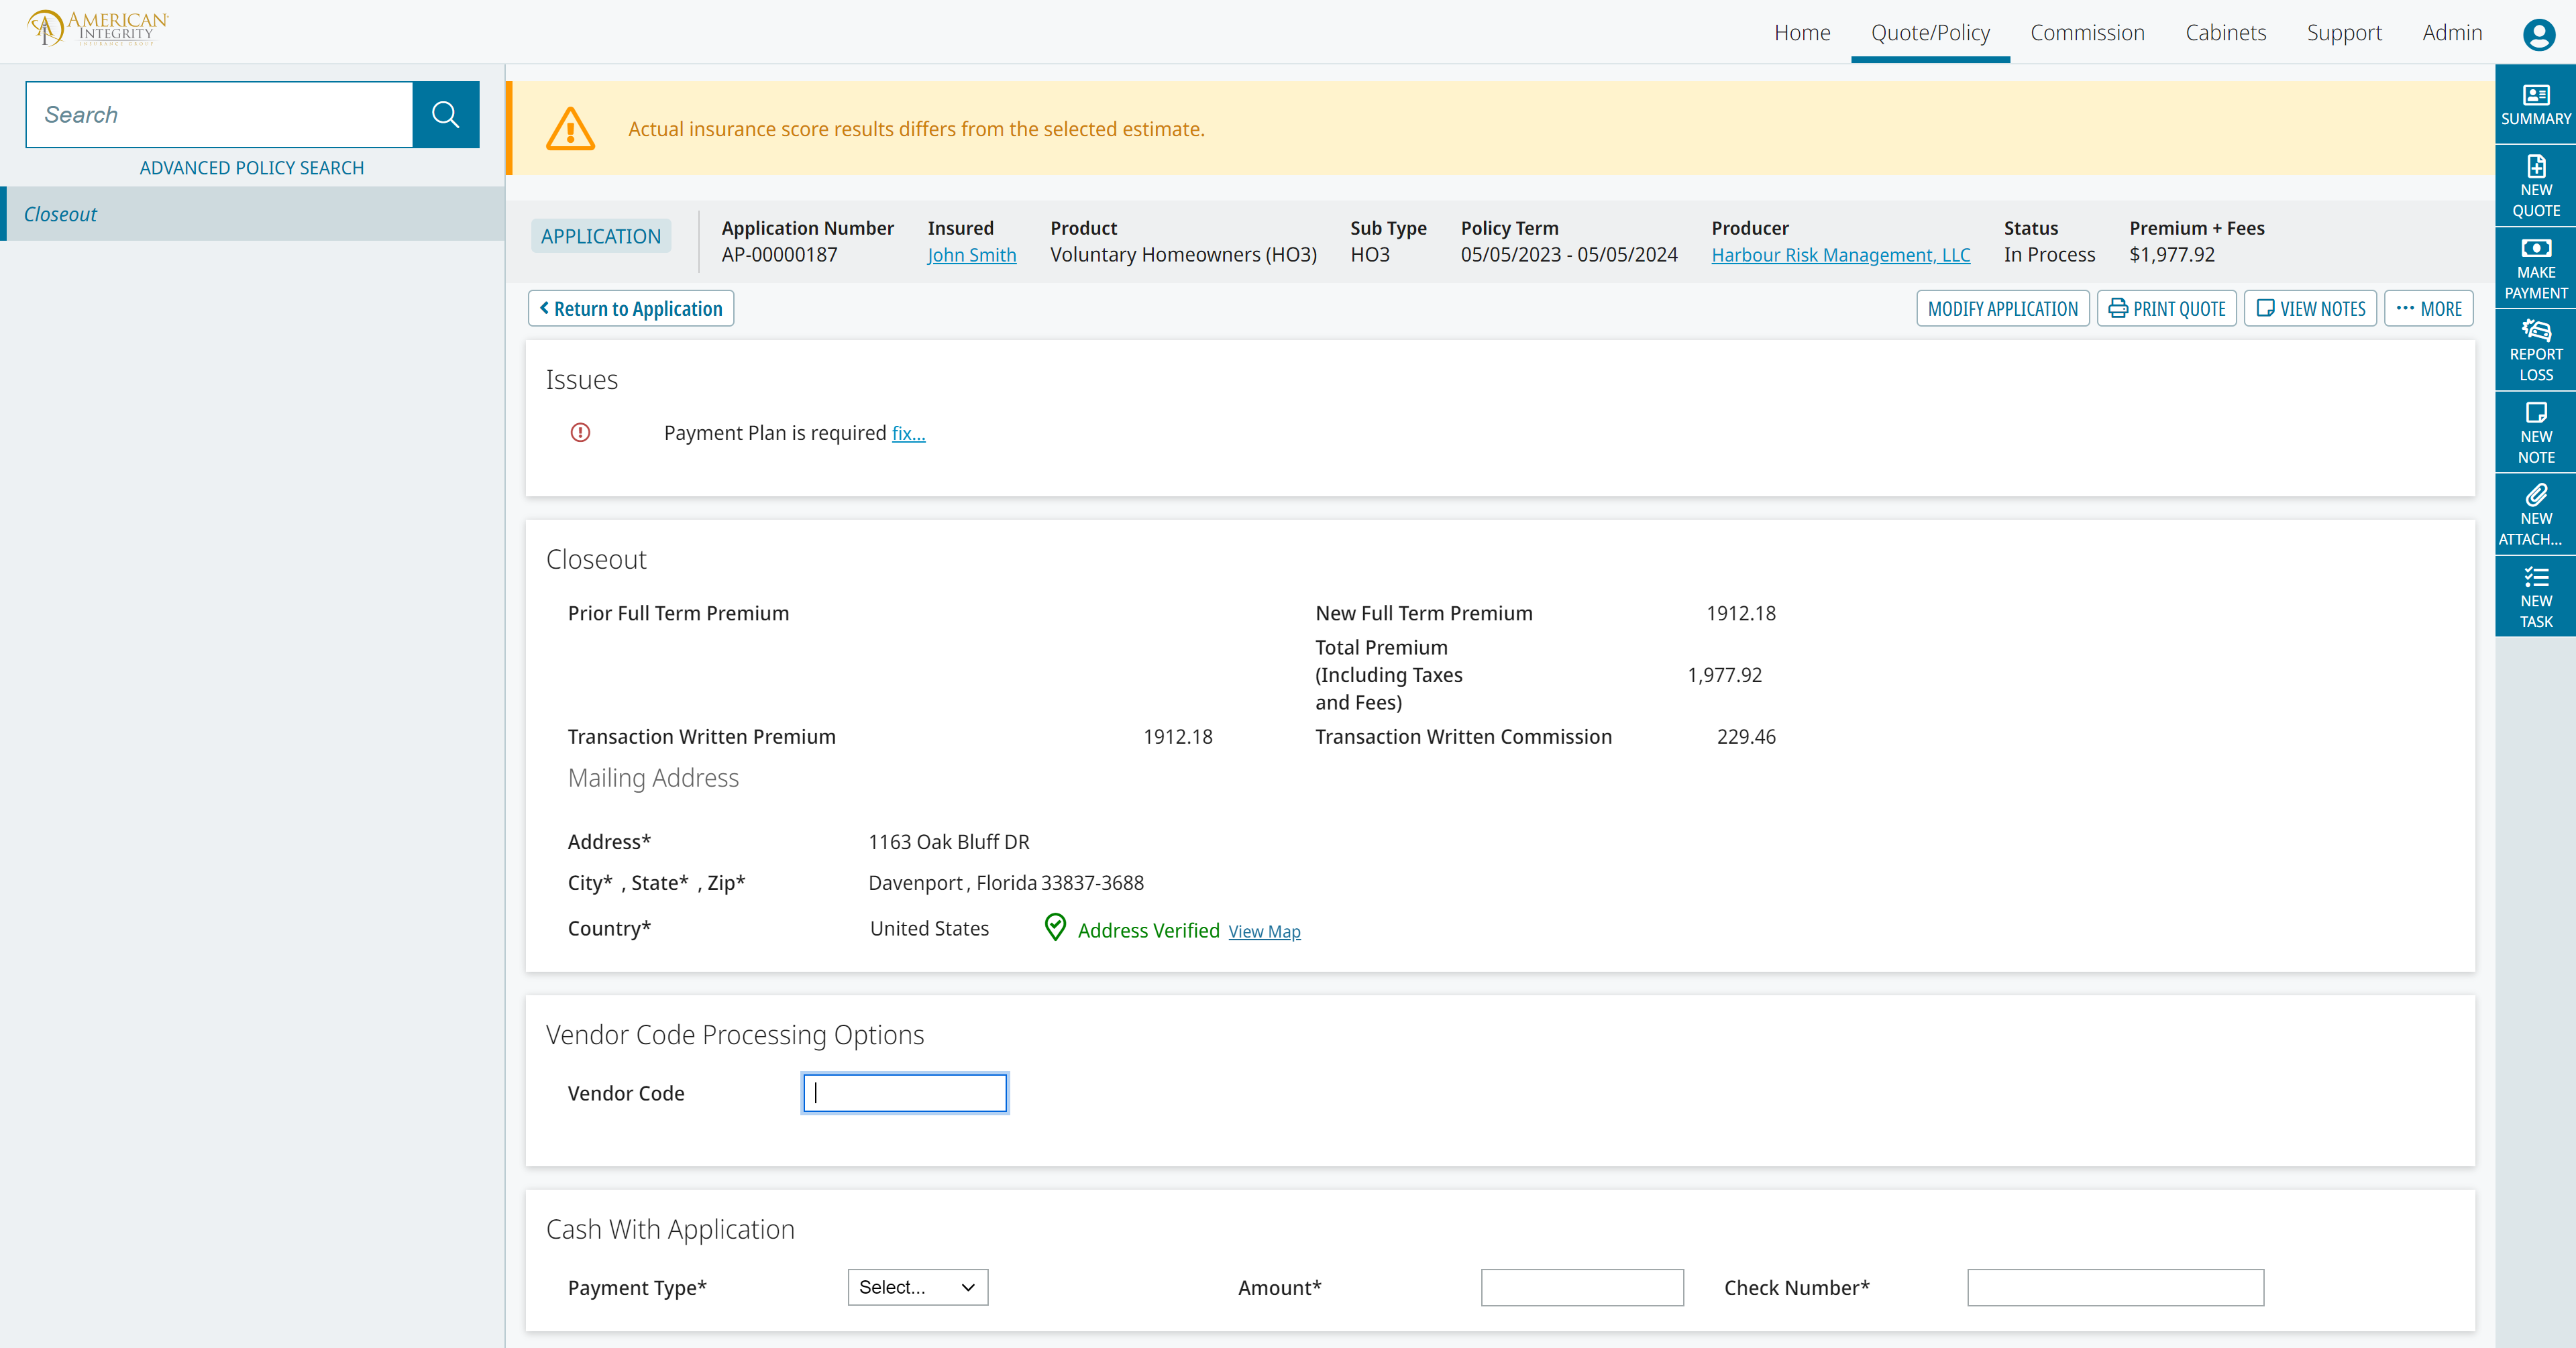 AMERICAN
INTEGRITY
INSURANCE GROUP
Home
Quote/Policy
Commission
Cabinets
Support
Admin
Search
ADVANCED POLICY SEARCH
Closeout
Actual insurance score results differs from the selected estimate.
APPLICATION
Application Number
AP-00000187
Insured
John Smith
Product
Voluntary Homeowners (HO3)
Sub Type
HO3
Policy Term
05/05/2023 - 05/05/2024
Producer
Harbour Risk Management, LLC
Status
In Process
Premium + Fees
$1,977.92
Return to Application
MODIFY APPLICATION
PRINT QUOTE
VIEW NOTES
MORE
Issues
Payment Plan is required fix...
Closeout
Prior Full Term Premium
New Full Term Premium 1912.18
Total Premium
(Including Taxes 1,977.92
and Fees)
Transaction Written Premium 1912.18
Transaction Written Commission 229.46
Mailing Address
Address* 1163 Oak Bluff DR
City* , State* , Zip* Davenport , Florida 33837-3688
Country* United States Address Verified View Map
Vendor Code Processing Options
Vendor Code
Cash With Application
Payment Type* Select... Amount* Check Number*
SUMMARY
NEW
QUOTE
MAKE
PAYMENT
REPORT
LOSS
NEW
NOTE
NEW
ATTACH...
NEW
TASK